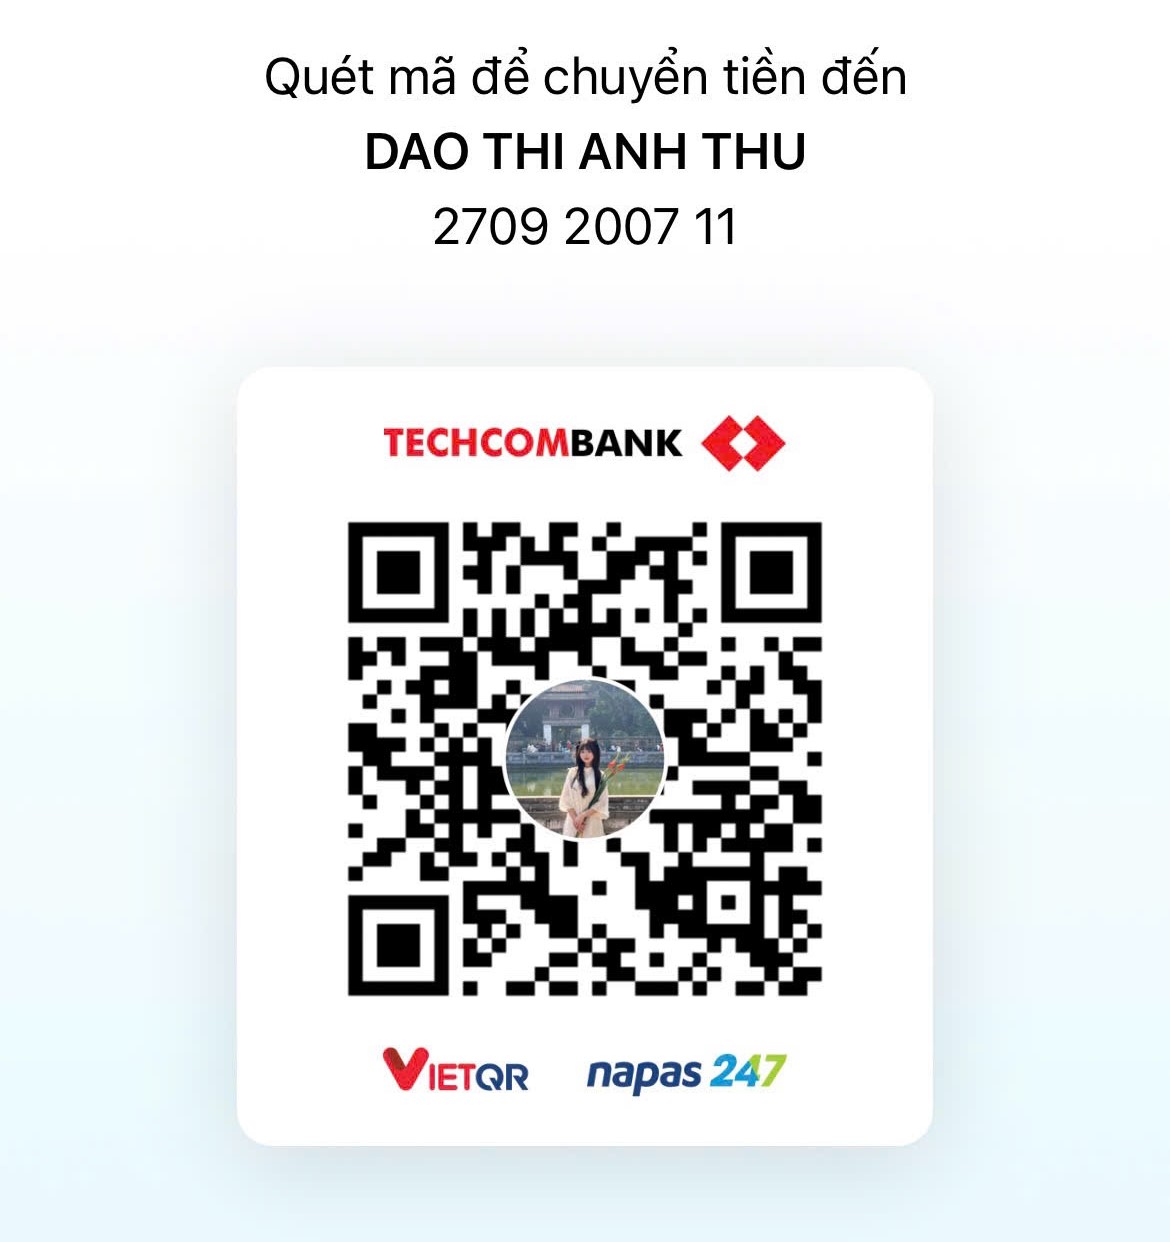 Quét mã để chuyển tiền đến
DAO THI ANH THU
2709 2007 11
TECHCOMBANK
VIETQR napas 247